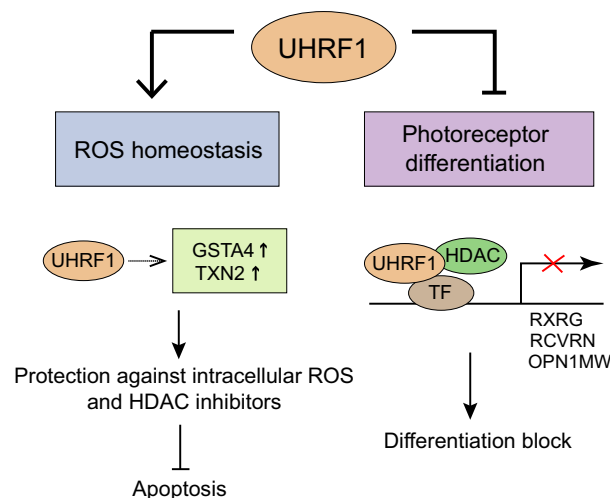 UHRF1
ROS homeostasis
Photoreceptor
differentiation
UHRF1
GSTA4 ↑
TXN2 ↑
UHRF1
HDAC
TF
RXRG
RCVRN
OPN1MW
Protection against intracellular ROS
and HDAC inhibitors
Differentiation block
Apoptosis